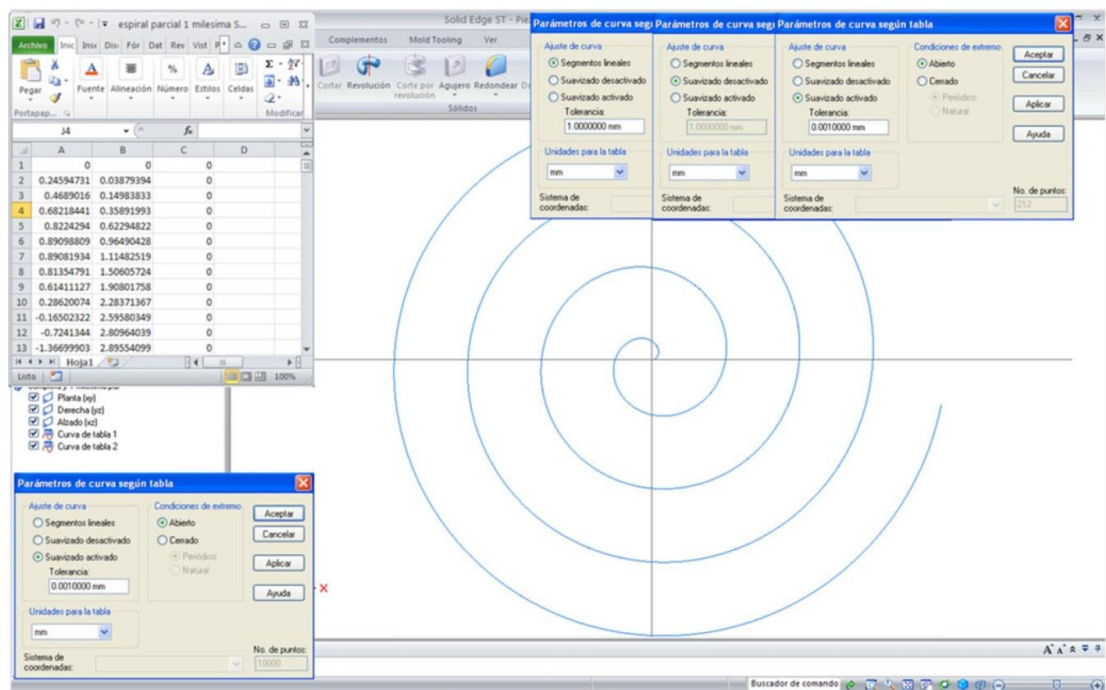 espiral parcial 1 milesima S...
Archivo Inic Inse Dis Fór Dat Rev Vist
Pegar Fuente Alineación Número Estilos Celdas
Portapap... Modificar
J4 fx
A B C D
1 0 0 0
2 0.24594731 0.03879394 0
3 0.4689016 0.14983833 0
4 0.68218441 0.35891993 0
5 0.8224294 0.62294822 0
6 0.89098809 0.96490428 0
7 0.89081934 1.11482519 0
8 0.81354791 1.50605724 0
9 0.61411127 1.90801758 0
10 0.28620074 2.28371367 0
11 -0.16502322 2.59580349 0
12 -0.7241344 2.80964039 0
13 -1.36699903 2.89554099 0
Hoja1
Listo 100%
Solid Edge ST - Pie
Complementos Mold Tooling Ver
Cortar Revolución Corte por revolución Agujero Redondear
Sólidos
Parámetros de curva segú
Ajuste de curva
Segmentos lineales
Suavizado desactivado
Suavizado activado
Tolerancia:
1.0000000 mm
Unidades para la tabla
mm
Sistema de
coordenadas:
Parámetros de curva segú
Ajuste de curva
Segmentos lineales
Suavizado desactivado
Suavizado activado
Tolerancia:
1.0000000 mm
Unidades para la tabla
mm
Sistema de
coordenadas:
Parámetros de curva según tabla
Ajuste de curva
Segmentos lineales
Suavizado desactivado
Suavizado activado
Tolerancia:
0.0010000 mm
Unidades para la tabla
mm
Sistema de
coordenadas:
Condiciones de extremo
Abierto
Cerrado
Periódico
Natural
Aceptar
Cancelar
Aplicar
Ayuda
No. de puntos:
212
Planta (xy)
Derecha (yz)
Alzado (xz)
Curva de tabla 1
Curva de tabla 2
Parámetros de curva según tabla
Ajuste de curva
Segmentos lineales
Suavizado desactivado
Suavizado activado
Tolerancia:
0.0010000 mm
Unidades para la tabla
mm
Sistema de
coordenadas:
Condiciones de extremo
Abierto
Cerrado
Periódico
Natural
Aceptar
Cancelar
Aplicar
Ayuda
No. de puntos:
10000
Buscador de comando